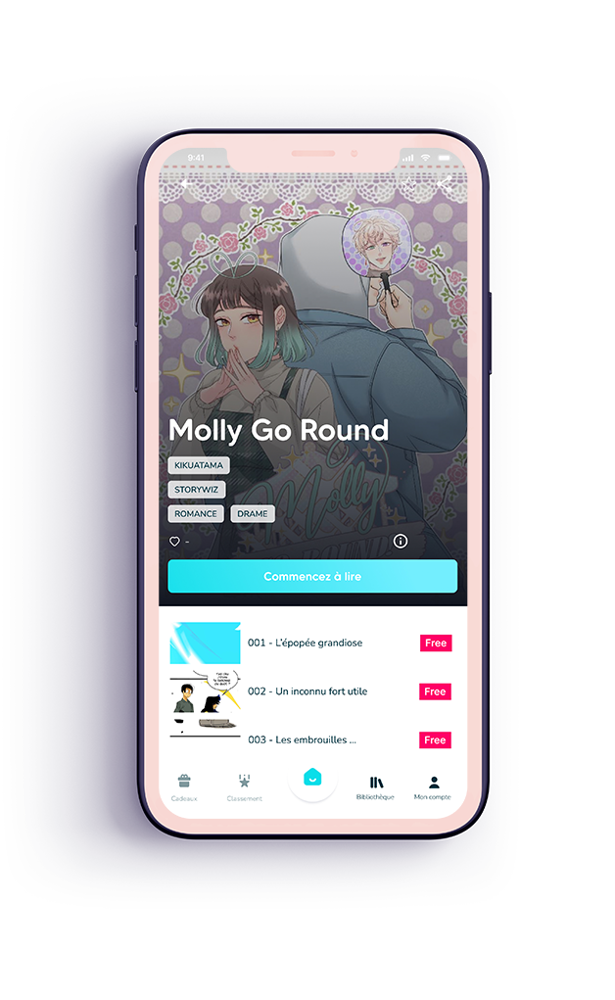 9:41
Molly Go Round
KIKUATAMA
STORYWIZ
ROMANCE DRAME
Molly
-
Commencez à lire
001 - L'épopée grandiose Free
002 - Un inconnu fort utile Free
003 - Les embrouilles ... Free
Cadeaux Classement Bibliothèque Mon compte